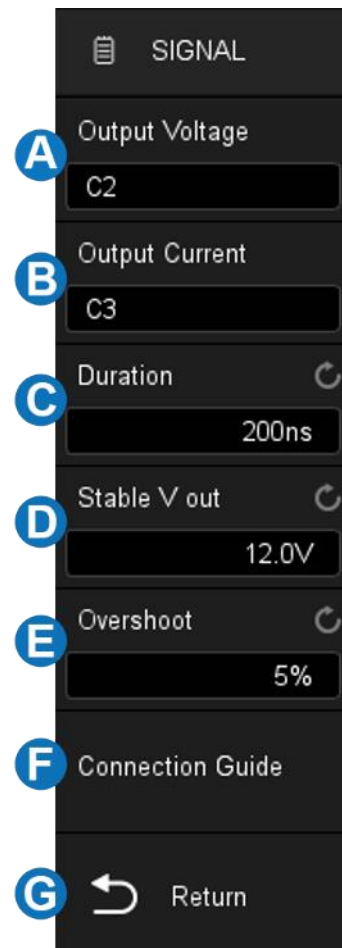 SIGNAL
A
Output Voltage
C2
B
Output Current
C3
C
Duration
200ns
D
Stable V out
12.0V
E
Overshoot
5%
F
Connection Guide
G
Return